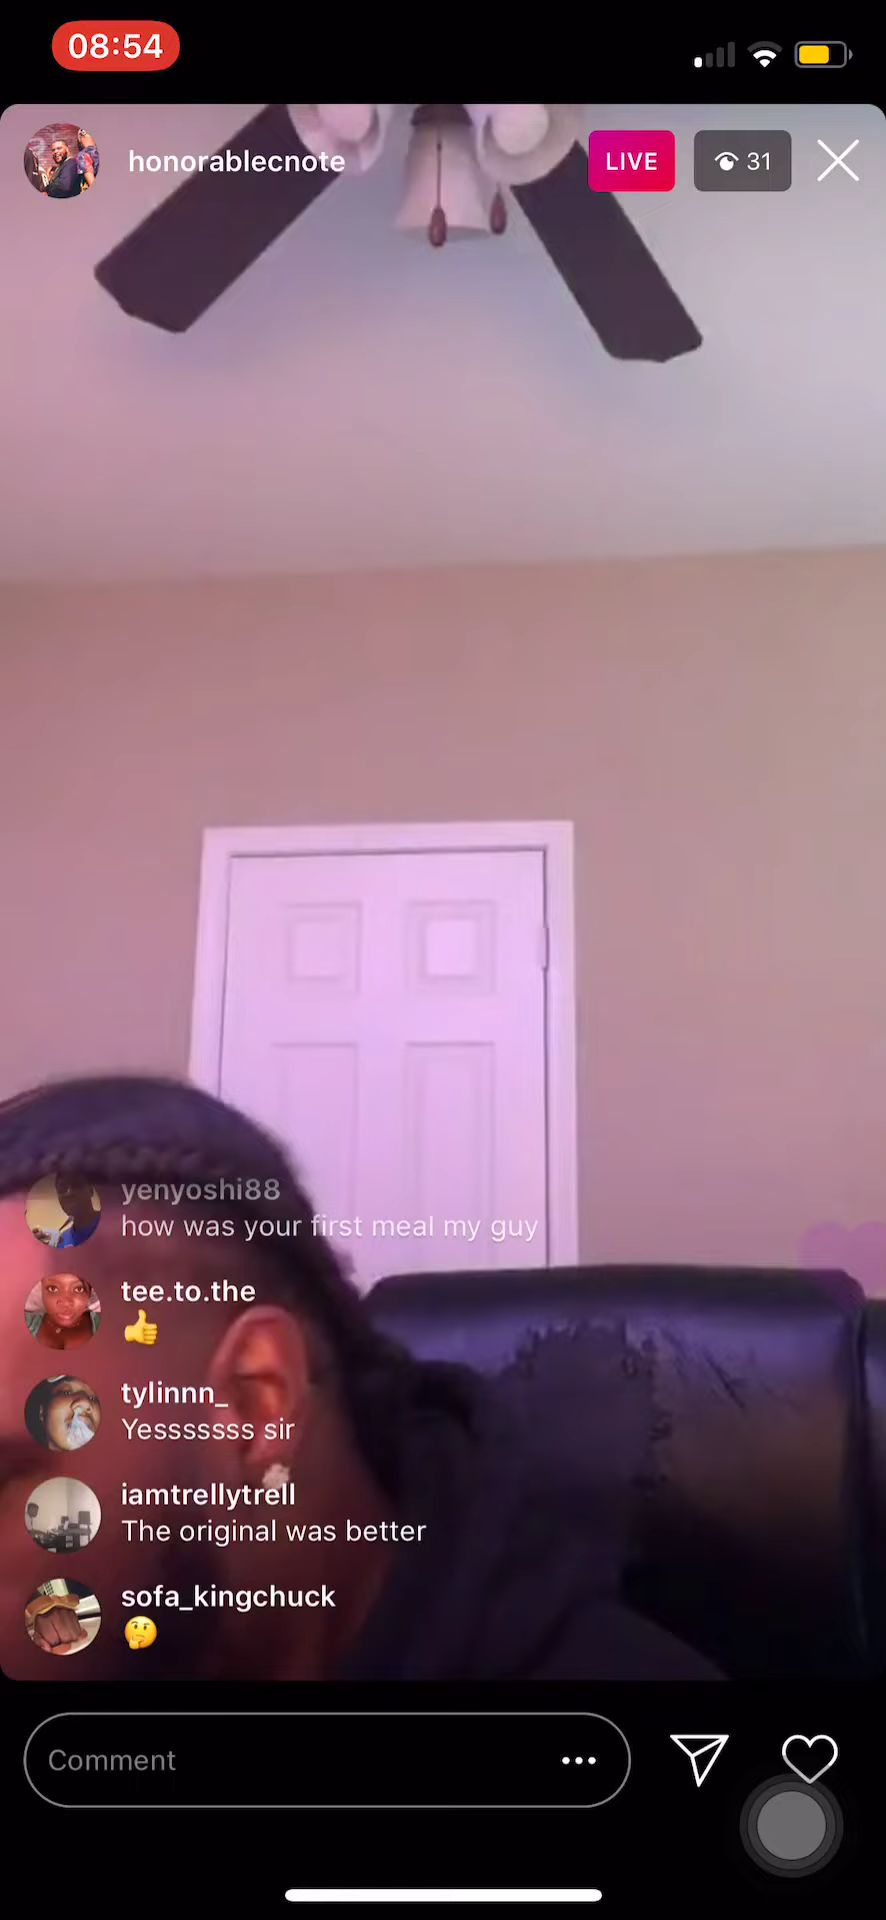 08:54
honorablecnote LIVE 31
yenyoshi88
how was your first meal my guy
tee.to.the
👍
tylinnn_
Yesssssss sir
iamtrellytrell
The original was better
sofa_kingchuck
🤔
Comment